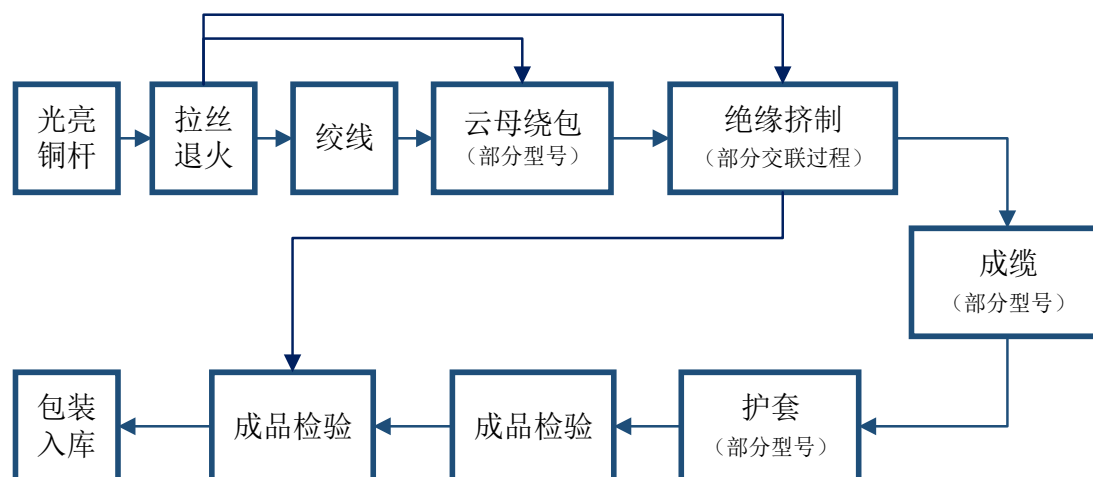 光亮
铜杆
拉丝
退火
绞线
云母绕包
（部分型号）
绝缘挤制
（部分交联过程）
成缆
（部分型号）
包装
入库
成品检验
成品检验
护套
（部分型号）